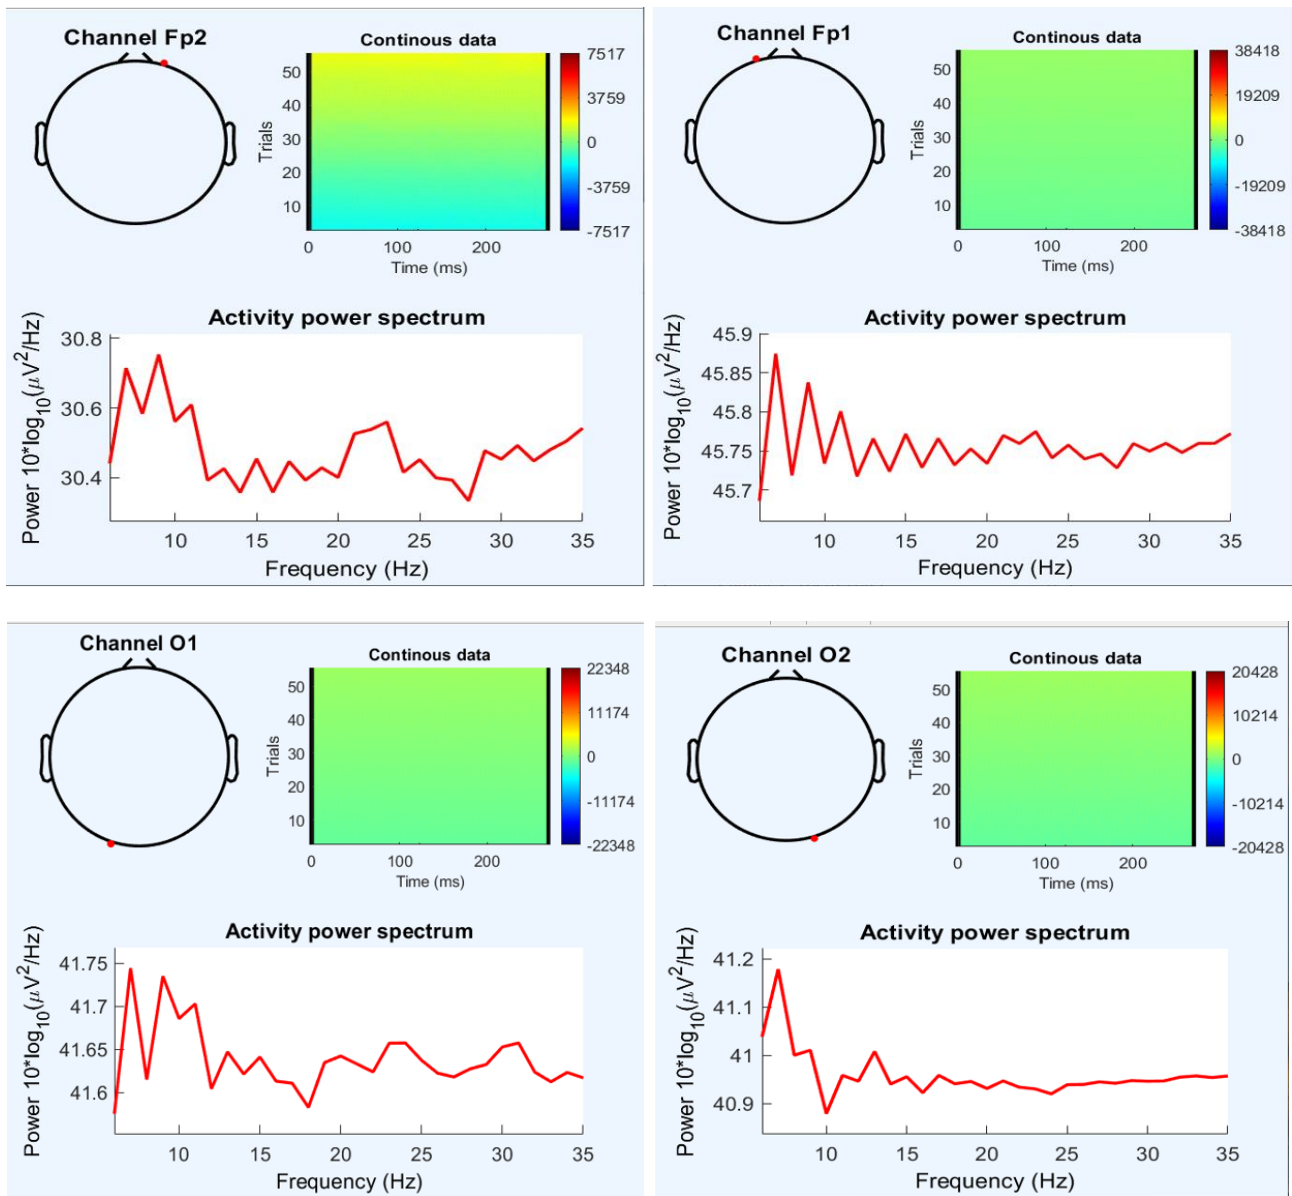 Channel Fp2
Continous data
50
40
30
20
10
Trials
0 100 200
Time (ms)
7517
3759
0
-3759
-7517
Activity power spectrum
Power 10*log10(μV2/Hz)
30.8
30.6
30.4
10 15 20 25 30 35
Frequency (Hz)
Channel Fp1
Continous data
50
40
30
20
10
Trials
0 100 200
Time (ms)
38418
19209
0
-19209
-38418
Activity power spectrum
Power 10*log10(μV2/Hz)
45.9
45.85
45.8
45.75
45.7
10 15 20 25 30 35
Frequency (Hz)
Channel O1
Continous data
50
40
30
20
10
Trials
0 100 200
Time (ms)
22348
11174
0
-11174
-22348
Activity power spectrum
Power 10*log10(μV2/Hz)
41.75
41.7
41.65
41.6
10 15 20 25 30 35
Frequency (Hz)
Channel O2
Continous data
50
40
30
20
10
Trials
0 100 200
Time (ms)
20428
10214
0
-10214
-20428
Activity power spectrum
Power 10*log10(μV2/Hz)
41.2
41.1
41
40.9
10 15 20 25 30 35
Frequency (Hz)